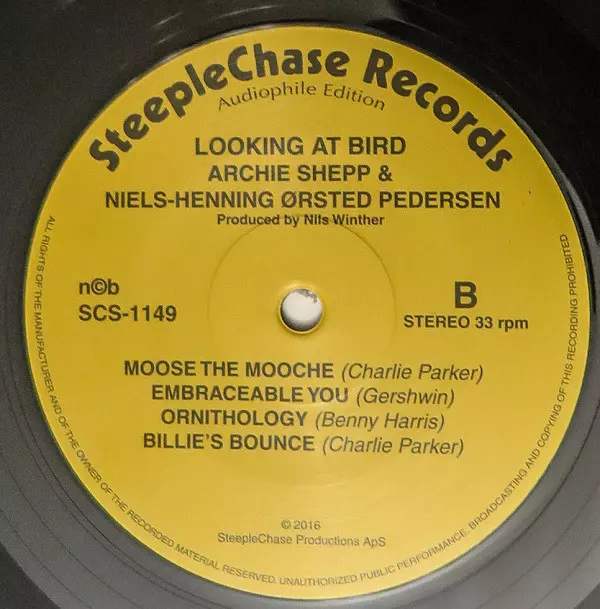 SteepleChase Records
Audiophile Edition
LOOKING AT BIRD
ARCHIE SHEPP &
NIELS-HENNING ØRSTED PEDERSEN
Produced by Nils Winther
n©b
SCS-1149
B
STEREO 33 rpm
MOOSE THE MOOCHE (Charlie Parker)
EMBRACEABLE YOU (Gershwin)
ORNITHOLOGY (Benny Harris)
BILLIE'S BOUNCE (Charlie Parker)
© 2016
SteepleChase Productions ApS
ALL RIGHTS OF THE MANUFACTURER AND OF THE OWNER OF THE RECORDED MATERIAL RESERVED. UNAUTHORIZED PUBLIC PERFORMANCE. BROADCASTING AND COPYING OF THIS RECORDING PROHIBITED